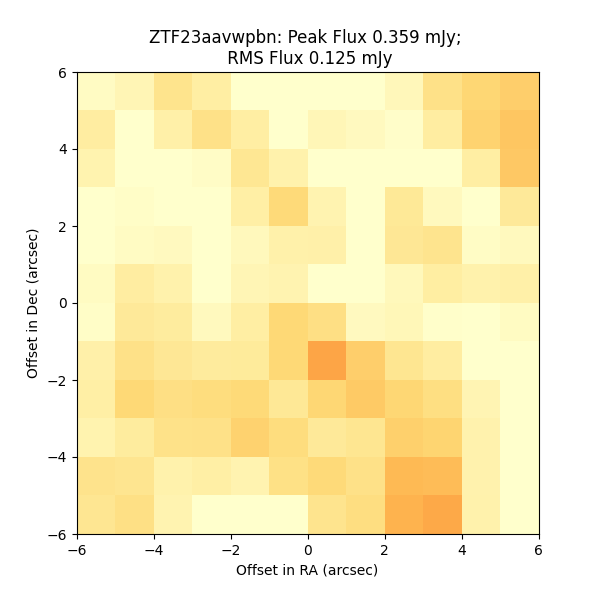 ZTF23aavwpbn: Peak Flux 0.359 mJy;
RMS Flux 0.125 mJy
6
4
2
0
−2
−4
−6
Offset in Dec (arcsec)
−6 −4 −2 0 2 4 6
Offset in RA (arcsec)